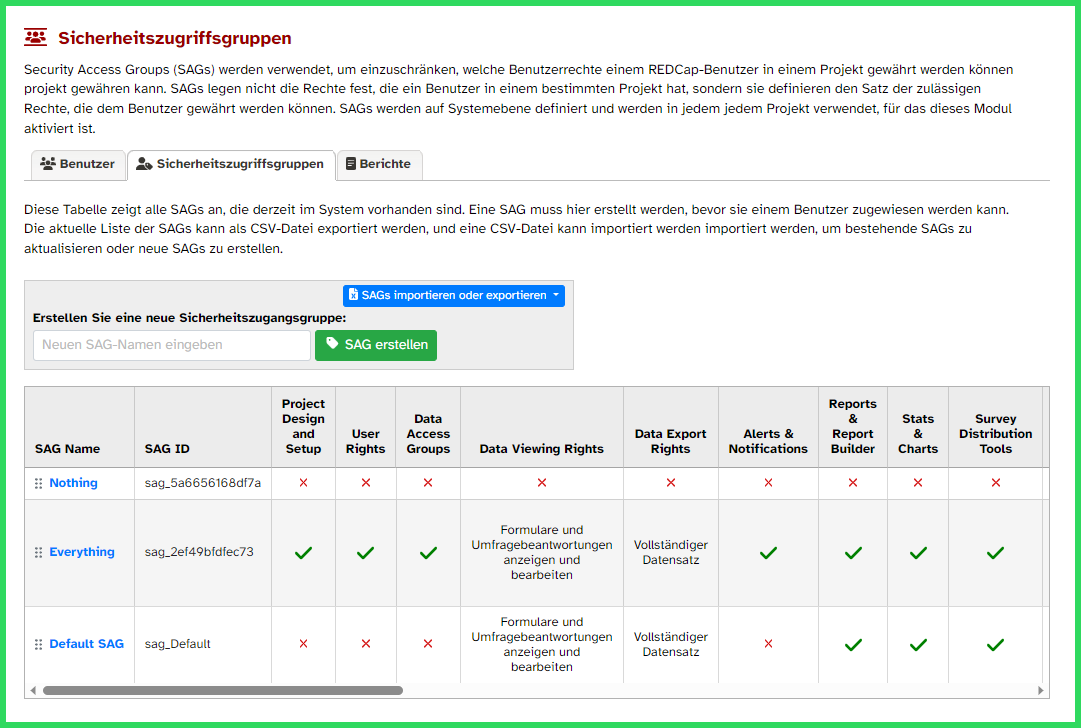 Sicherheitszugriffsgruppen
Security Access Groups (SAGs) werden verwendet, um einzuschränken, welche Benutzerrechte einem REDCap-Benutzer in einem Projekt gewährt werden können
projekt gewähren kann. SAGs legen nicht die Rechte fest, die ein Benutzer in einem bestimmten Projekt hat, sondern sie definieren den Satz der zulässigen
Rechte, die dem Benutzer gewährt werden können. SAGs werden auf Systemebene definiert und werden in jedem jedem Projekt verwendet, für das dieses Modul
aktiviert ist.
Benutzer
Sicherheitszugriffsgruppen
Berichte
Diese Tabelle zeigt alle SAGs an, die derzeit im System vorhanden sind. Eine SAG muss hier erstellt werden, bevor sie einem Benutzer zugewiesen werden kann.
Die aktuelle Liste der SAGs kann als CSV-Datei exportiert werden, und eine CSV-Datei kann importiert werden importiert werden, um bestehende SAGs zu
aktualisieren oder neue SAGs zu erstellen.
SAGs importieren oder exportieren
Erstellen Sie eine neue Sicherheitszugangsgruppe:
Neuen SAG-Namen eingeben
SAG erstellen
SAG Name
SAG ID
Project
Design
and
Setup
User
Rights
Data
Access
Groups
Data Viewing Rights
Data Export
Rights
Alerts &
Notifications
Reports
&
Report
Builder
Stats
&
Charts
Survey
Distribution
Tools
Nothing
sag_5a6656168df7a
Everything
sag_2ef49bfdfec73
Formulare und
Umfragebeantwortungen
anzeigen und
bearbeiten
Vollständiger
Datensatz
Default SAG
sag_Default
Formulare und
Umfragebeantwortungen
anzeigen und
bearbeiten
Vollständiger
Datensatz